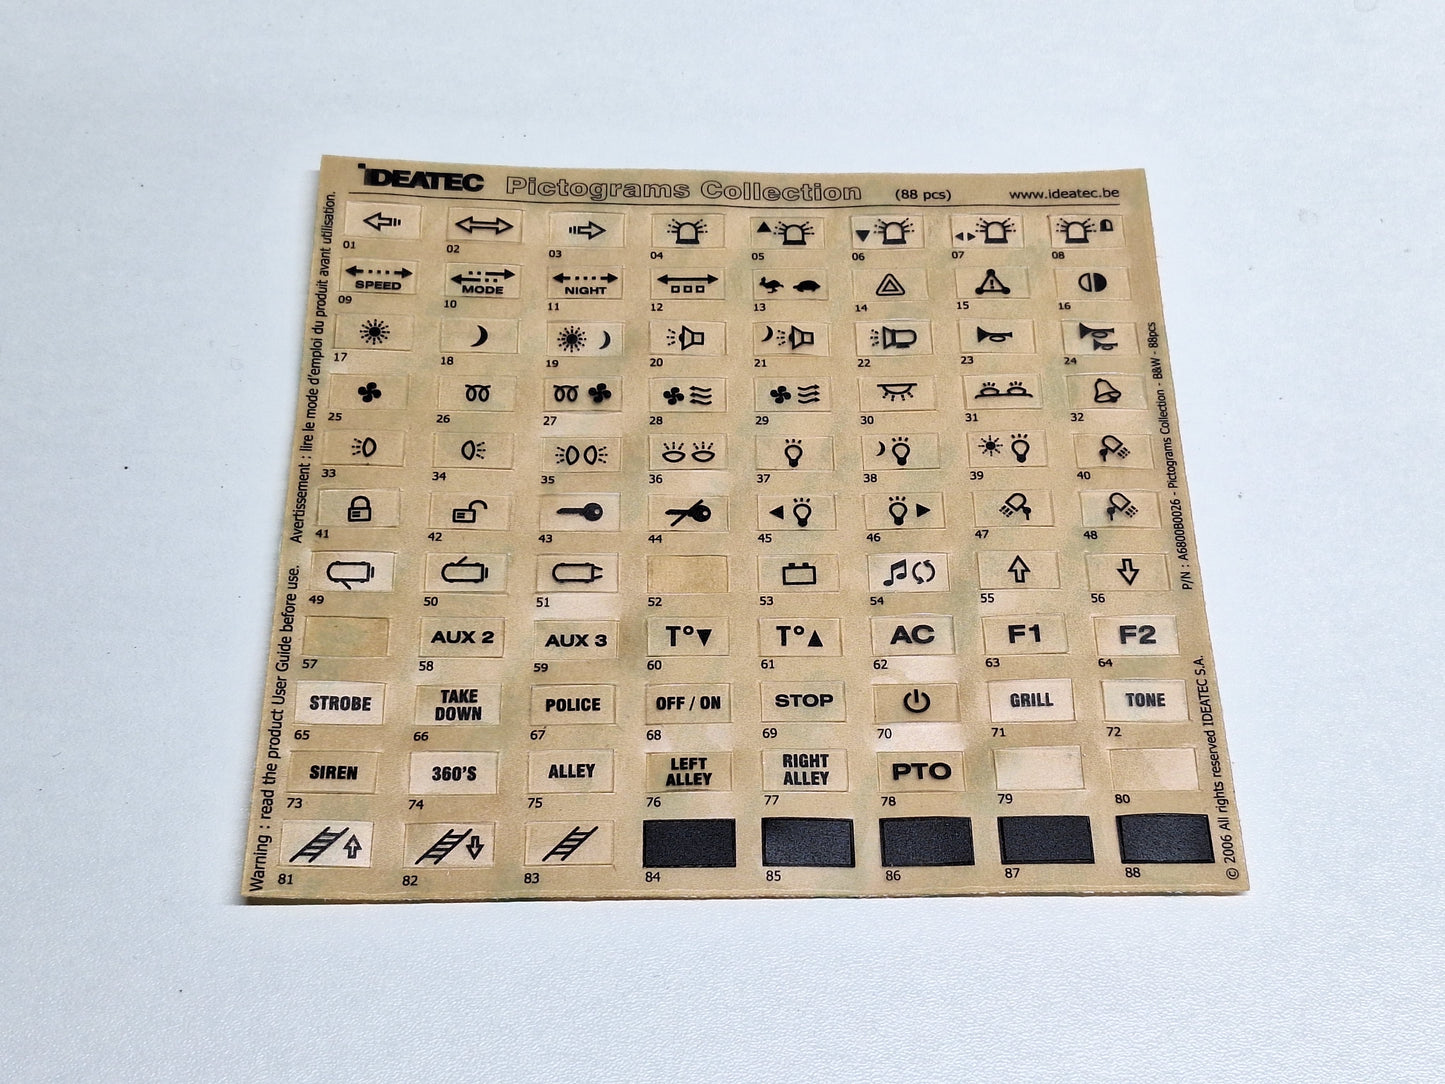 IDEATEC Pictograms Collection (88 pcs) www.ideatec.be
01 02 03 04 05 06 07 08
SPEED MODE NIGHT
09 10 11 12 13 14 15 16
17 18 19 20 21 22 23 24
25 26 27 28 29 30 31 32
33 34 35 36 37 38 39 40
41 42 43 44 45 46 47 48
49 50 51 52 53 54 55 56
AUX 2 AUX 3 T° T° AC F1 F2
57 58 59 60 61 62 63 64
STROBE TAKE DOWN POLICE OFF / ON STOP GRILL TONE
65 66 67 68 69 70 71 72
SIREN 360'S ALLEY LEFT ALLEY RIGHT ALLEY PTO
73 74 75 76 77 78 79 80
81 82 83 84 85 86 87 88
Warning : read the product User Guide before use. Avertissement : lire le mode d'emploi du produit avant utilisation.
© 2006 All rights reserved IDEATEC S.A. P/N : A6800B0026 - Pictograms Collection - B&W - 88pcs